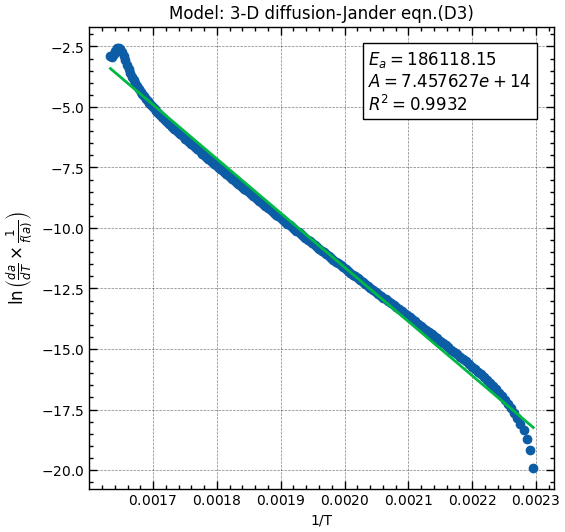 Model: 3-D diffusion-Jander eqn.(D3)
E_a = 186118.15
A = 7.457627e + 14
R^2 = 0.9932
ln (da/dT × 1/f(a))
−2.5
−5.0
−7.5
−10.0
−12.5
−15.0
−17.5
−20.0
0.0017 0.0018 0.0019 0.0020 0.0021 0.0022 0.0023
1/T